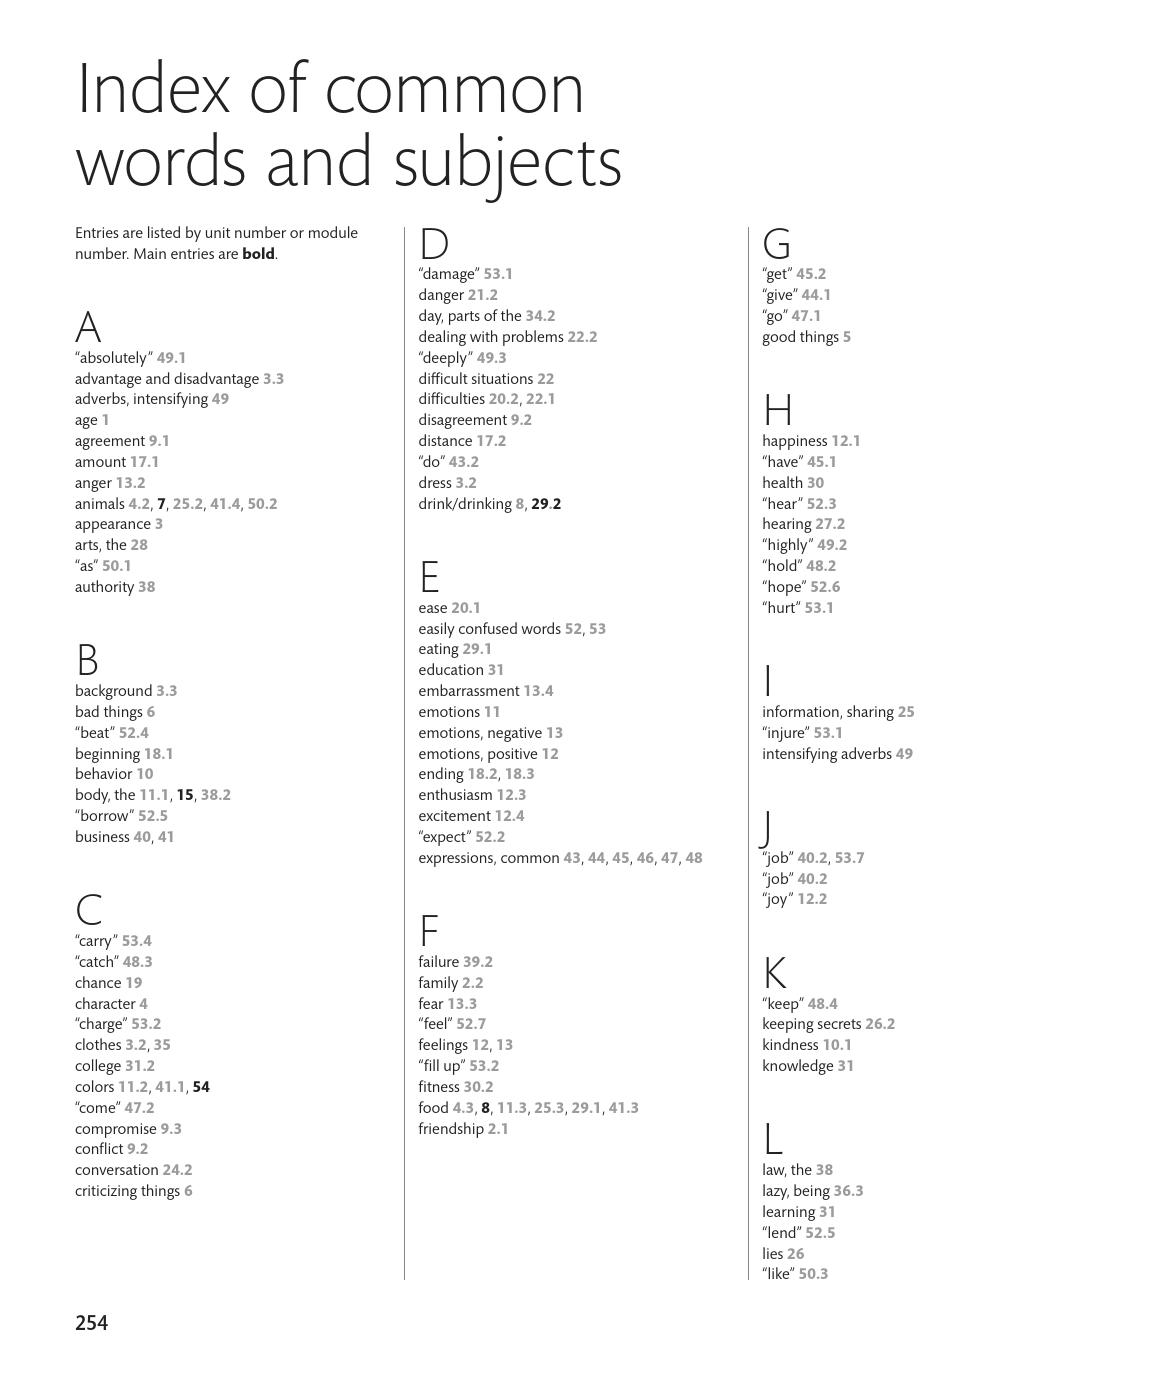 Index of common
words and subjects
Entries are listed by unit number or module
number. Main entries are bold.
A
“absolutely” 49.1
advantage and disadvantage 3.3
adverbs, intensifying 49
age 1
agreement 9.1
amount 17.1
anger 13.2
animals 4.2, 7, 25.2, 41.4, 50.2
appearance 3
arts, the 28
“as” 50.1
authority 38
B
background 3.3
bad things 6
“beat” 52.4
beginning 18.1
behavior 10
body, the 11.1, 15, 38.2
“borrow” 52.5
business 40, 41
C
“carry” 53.4
“catch” 48.3
chance 19
character 4
“charge” 53.2
clothes 3.2, 35
college 31.2
colors 11.2, 41.1, 54
“come” 47.2
compromise 9.3
conflict 9.2
conversation 24.2
criticizing things 6
D
“damage” 53.1
danger 21.2
day, parts of the 34.2
dealing with problems 22.2
“deeply” 49.3
difficult situations 22
difficulties 20.2, 22.1
disagreement 9.2
distance 17.2
“do” 43.2
dress 3.2
drink/drinking 8, 29.2
E
ease 20.1
easily confused words 52, 53
eating 29.1
education 31
embarrassment 13.4
emotions 11
emotions, negative 13
emotions, positive 12
ending 18.2, 18.3
enthusiasm 12.3
excitement 12.4
“expect” 52.2
expressions, common 43, 44, 45, 46, 47, 48
F
failure 39.2
family 2.2
fear 13.3
“feel” 52.7
feelings 12, 13
“fill up” 53.2
fitness 30.2
food 4.3, 8, 11.3, 25.3, 29.1, 41.3
friendship 2.1
G
“get” 45.2
“give” 44.1
“go” 47.1
good things 5
H
happiness 12.1
“have” 45.1
health 30
“hear” 52.3
hearing 27.2
“highly” 49.2
“hold” 48.2
“hope” 52.6
“hurt” 53.1
I
information, sharing 25
“injure” 53.1
intensifying adverbs 49
J
“job” 40.2, 53.7
“job” 40.2
“joy” 12.2
K
“keep” 48.4
keeping secrets 26.2
kindness 10.1
knowledge 31
L
law, the 38
lazy, being 36.3
learning 31
“lend” 52.5
lies 26
“like” 50.3
254